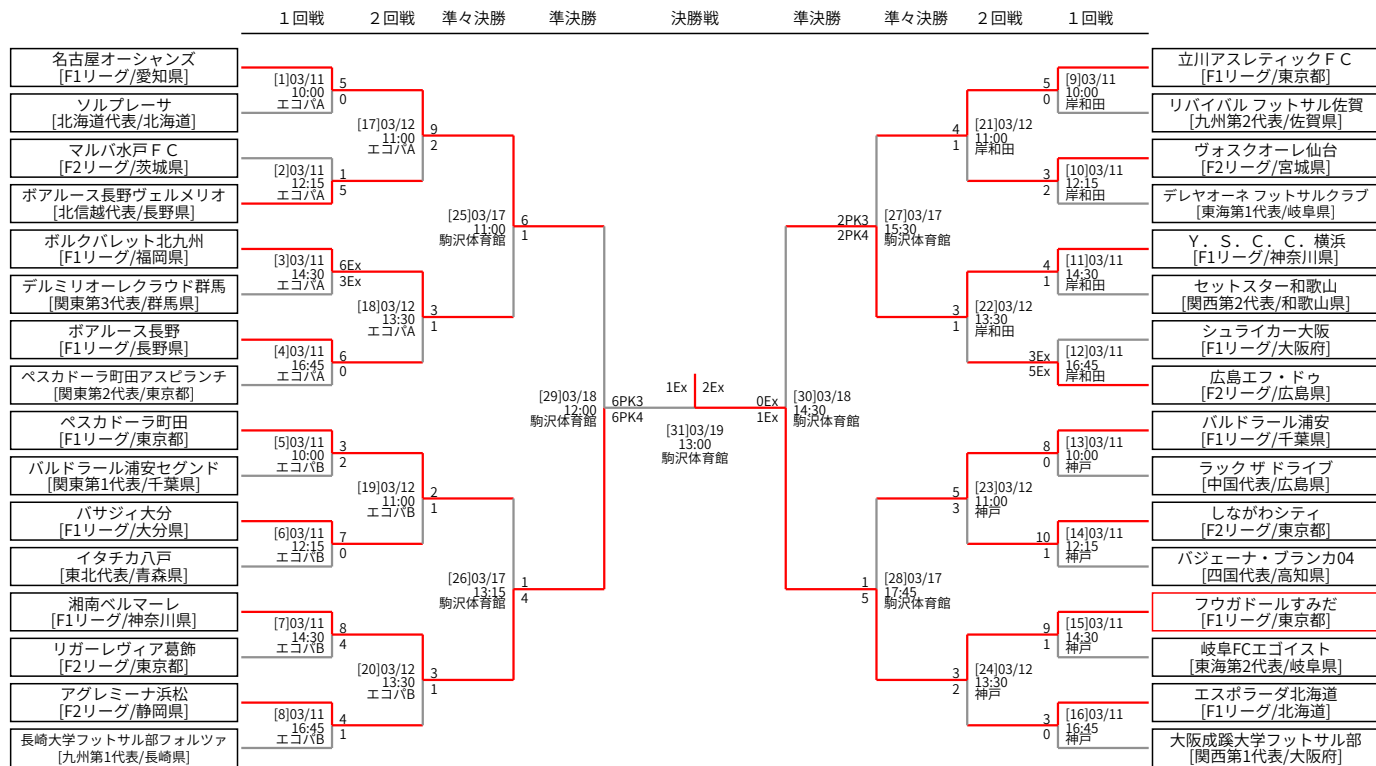 １回戦
２回戦
準々決勝
準決勝
決勝戦
準決勝
準々決勝
２回戦
１回戦
名古屋オーシャンズ
[F1リーグ/愛知県]
ソルプレーサ
[北海道代表/北海道]
マルバ水戸ＦＣ
[F2リーグ/茨城県]
ボアルース長野ヴェルメリオ
[北信越代表/長野県]
ボルクバレット北九州
[F1リーグ/福岡県]
デルミリオーレクラウド群馬
[関東第3代表/群馬県]
ボアルース長野
[F1リーグ/長野県]
ペスカドーラ町田アスピランチ
[関東第2代表/東京都]
ペスカドーラ町田
[F1リーグ/東京都]
バルドラール浦安セグンド
[関東第1代表/千葉県]
バサジィ大分
[F1リーグ/大分県]
イタチカ八戸
[東北代表/青森県]
湘南ベルマーレ
[F1リーグ/神奈川県]
リガーレヴィア葛飾
[F2リーグ/東京都]
アグレミーナ浜松
[F2リーグ/静岡県]
長崎大学フットサル部フォルツァ
[九州第1代表/長崎県]
[1]03/11
10:00
エコパA
5
0
[2]03/11
12:15
エコパA
1
5
[3]03/11
14:30
エコパA
6Ex
3Ex
[4]03/11
16:45
エコパA
6
0
[5]03/11
10:00
エコパB
3
2
[6]03/11
12:15
エコパB
7
0
[7]03/11
14:30
エコパB
8
4
[8]03/11
16:45
エコパB
4
1
[17]03/12
11:00
エコパA
9
2
[18]03/12
13:30
エコパA
3
1
[19]03/12
11:00
エコパB
2
1
[20]03/12
13:30
エコパB
3
1
[25]03/17
11:00
駒沢体育館
6
1
[26]03/17
13:15
駒沢体育館
1
4
[29]03/18
12:00
駒沢体育館
6PK3
6PK4
1Ex
2Ex
[31]03/19
13:00
駒沢体育館
0Ex
1Ex
[30]03/18
14:30
駒沢体育館
2PK3
2PK4
[27]03/17
15:30
駒沢体育館
1
5
[28]03/17
17:45
駒沢体育館
4
1
[21]03/12
11:00
岸和田
3
1
[22]03/12
13:30
岸和田
5
3
[23]03/12
11:00
神戸
3
2
[24]03/12
13:30
神戸
5
0
[9]03/11
10:00
岸和田
3
2
[10]03/11
12:15
岸和田
4
1
[11]03/11
14:30
岸和田
3Ex
5Ex
[12]03/11
16:45
岸和田
8
0
[13]03/11
10:00
神戸
10
1
[14]03/11
12:15
神戸
9
1
[15]03/11
14:30
神戸
3
0
[16]03/11
16:45
神戸
立川アスレティックＦＣ
[F1リーグ/東京都]
リバイバル フットサル佐賀
[九州第2代表/佐賀県]
ヴォスクオーレ仙台
[F2リーグ/宮城県]
デレヤオーネ フットサルクラブ
[東海第1代表/岐阜県]
Ｙ．Ｓ．Ｃ．Ｃ．横浜
[F1リーグ/神奈川県]
セットスター和歌山
[関西第2代表/和歌山県]
シュライカー大阪
[F1リーグ/大阪府]
広島エフ・ドゥ
[F2リーグ/広島県]
バルドラール浦安
[F1リーグ/千葉県]
ラック ザ ドライブ
[中国代表/広島県]
しながわシティ
[F2リーグ/東京都]
バジェーナ・ブランカ04
[四国代表/高知県]
フウガドールすみだ
[F1リーグ/東京都]
岐阜FCエゴイスト
[東海第2代表/岐阜県]
エスポラーダ北海道
[F1リーグ/北海道]
大阪成蹊大学フットサル部
[関西第1代表/大阪府]